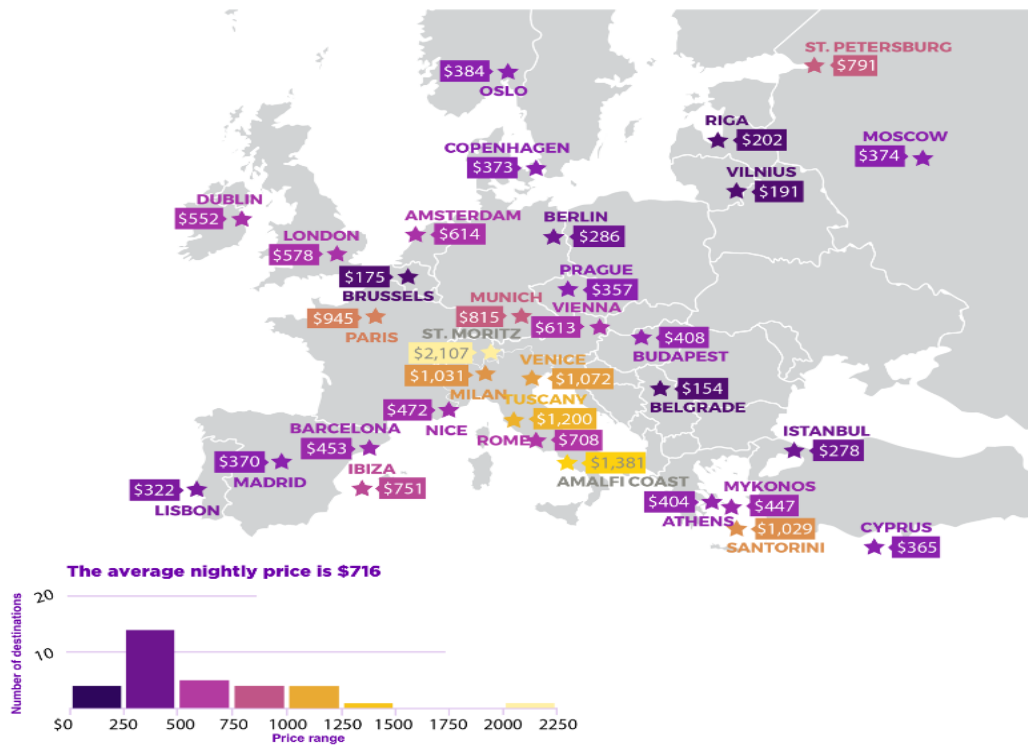 ST. PETERSBURG
$791
$384
OSLO
RIGA
$202
MOSCOW
$374
COPENHAGEN
$373
VILNIUS
$191
DUBLIN
$552
AMSTERDAM
$614
BERLIN
$286
LONDON
$578
$175
BRUSSELS
PRAGUE
$357
MUNICH
$815
$945
PARIS
VIENNA
$613
$408
BUDAPEST
ST. MORITZ
$2,107
VENICE
$1,072
$1,031
MILAN
$154
BELGRADE
TUSCANY
$1,200
$472
NICE
BARCELONA
$453
ROME
$708
ISTANBUL
$278
$370
MADRID
IBIZA
$751
$1,381
AMALFI COAST
$322
LISBON
MYKONOS
$447
$404
ATHENS
$1,029
SANTORINI
CYPRUS
$365
The average nightly price is $716
Number of destinations
20
10
$0 250 500 750 1000 1250 1500 1750 2000 2250
Price range